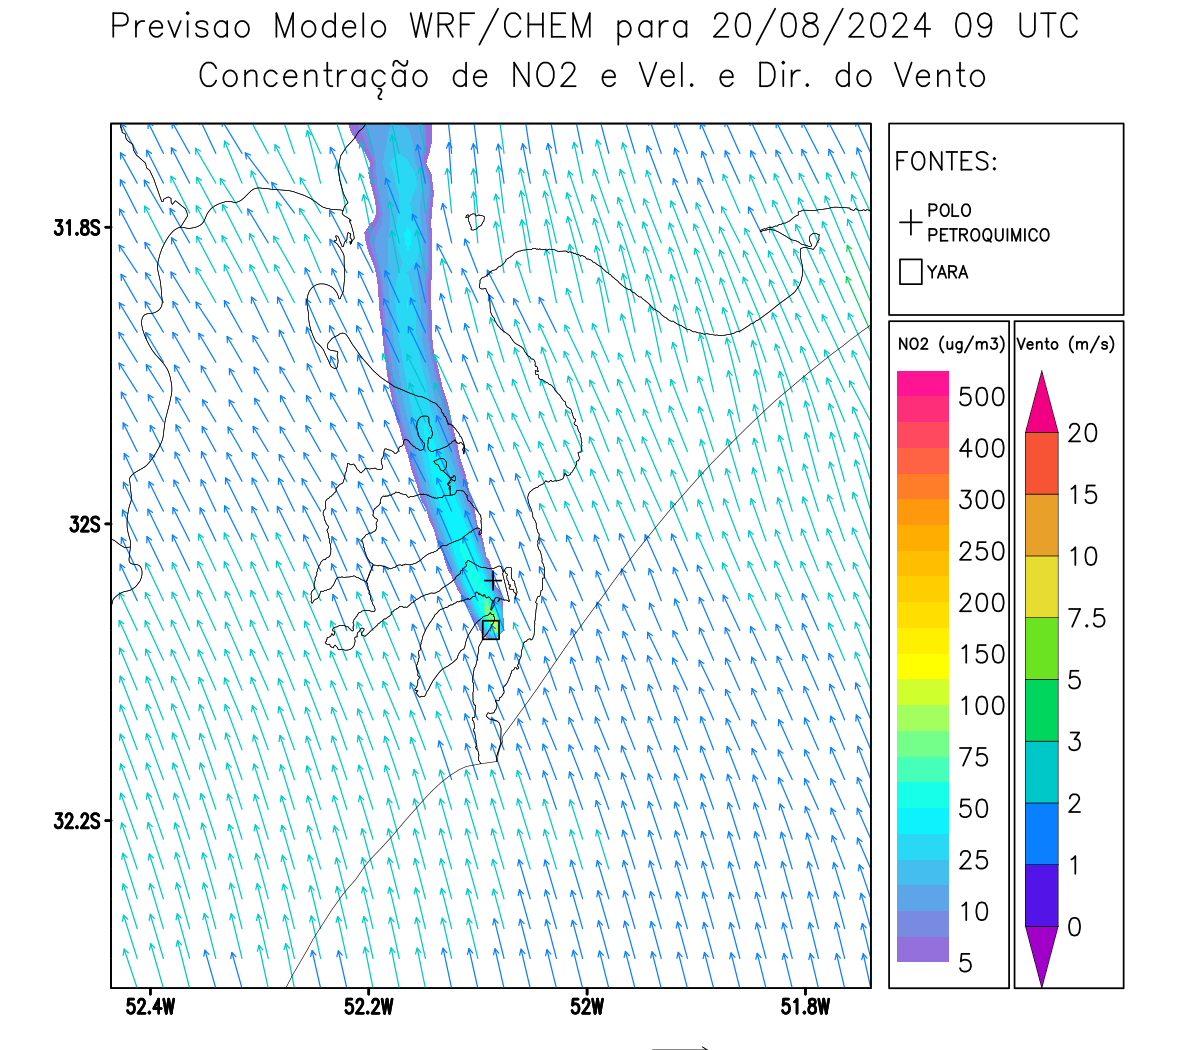 Previsao Modelo WRF/CHEM para 20/08/2024 09 UTC
Concentração de NO2 e Vel. e Dir. do Vento
FONTES:
POLO
PETROQUIMICO
YARA
31.8S
32S
32.2S
52.4W
52.2W
52W
51.8W
NO2 (ug/m3)
500
400
300
250
200
150
100
75
50
25
10
5
Vento (m/s)
20
15
10
7.5
5
3
2
1
0